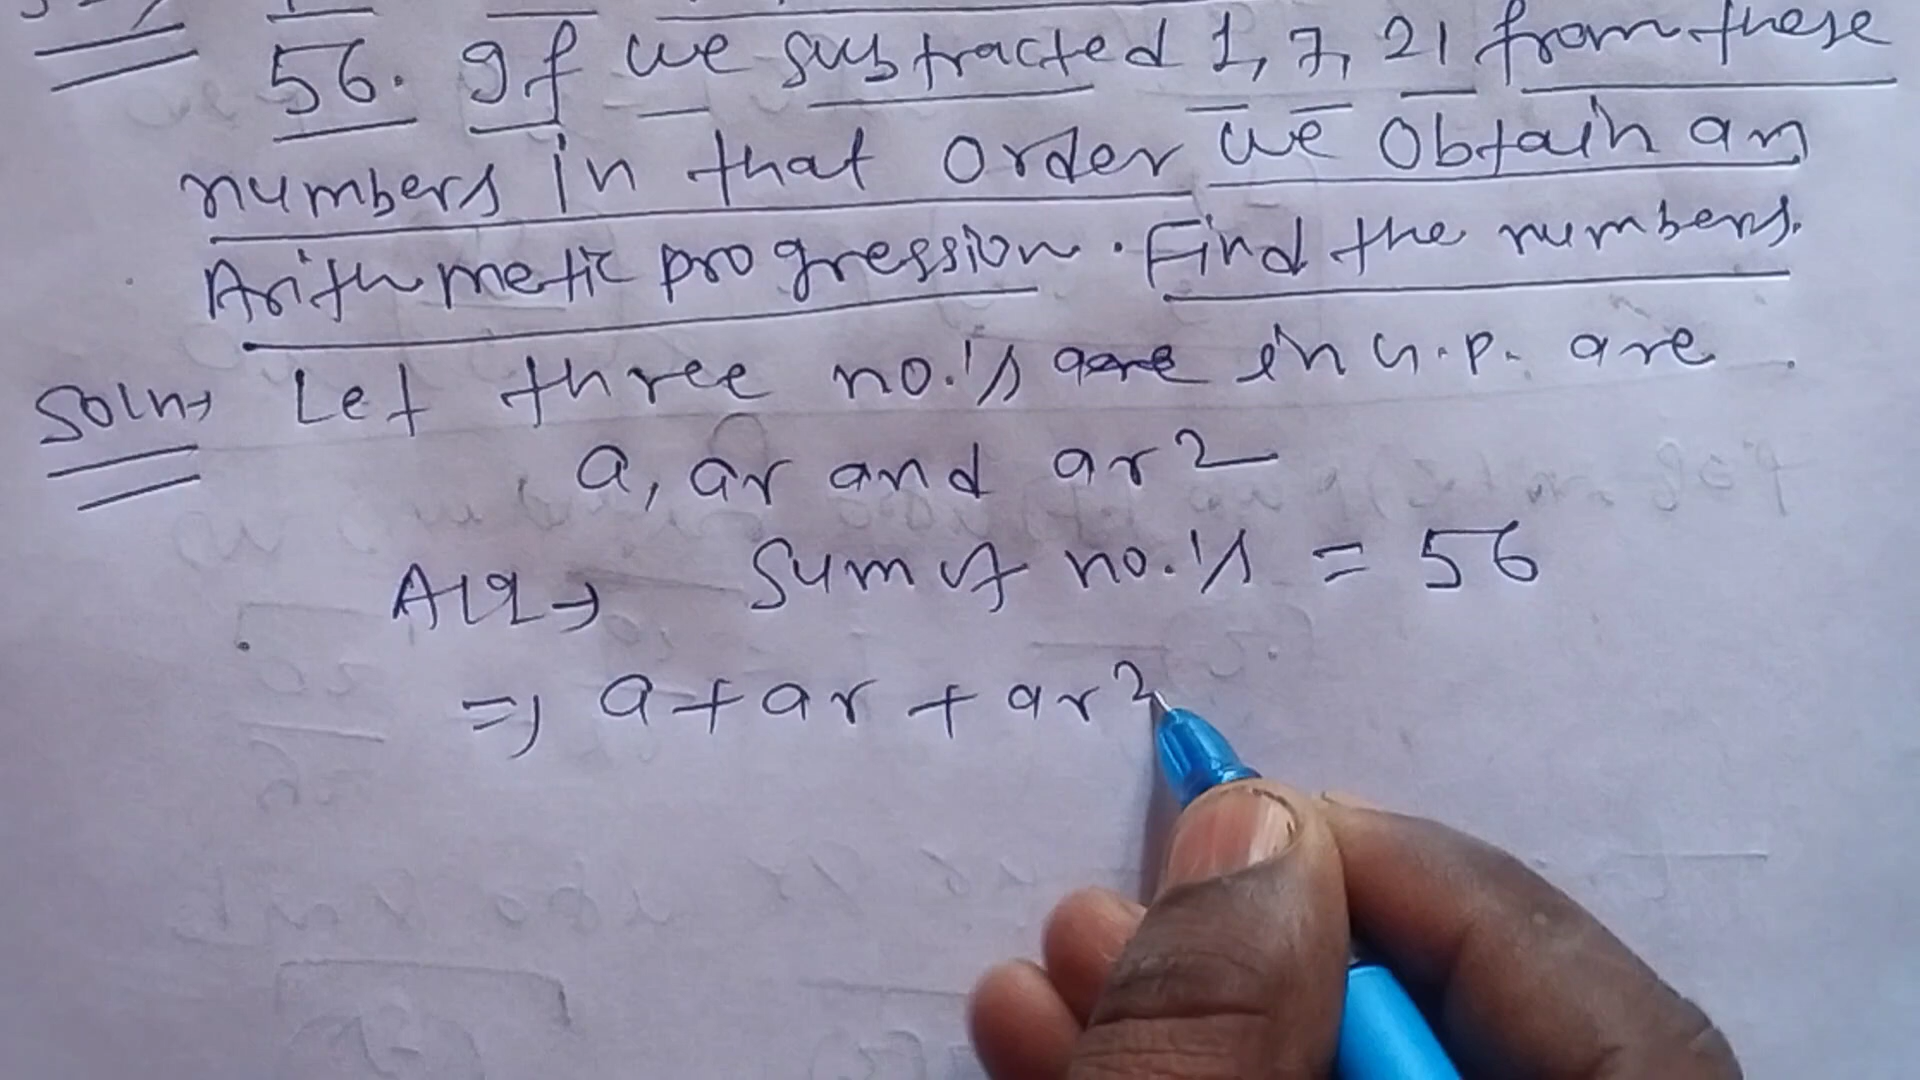 56. If we subtracted 1, 7, 21 from these
numbers in that order we obtain an
Arithmetic progression. Find the numbers.
Soln→ Let three no.'s are in G.P. are
a, ar and ar2
A/Q→ Sum of no.'s = 56
=> a + ar + ar2